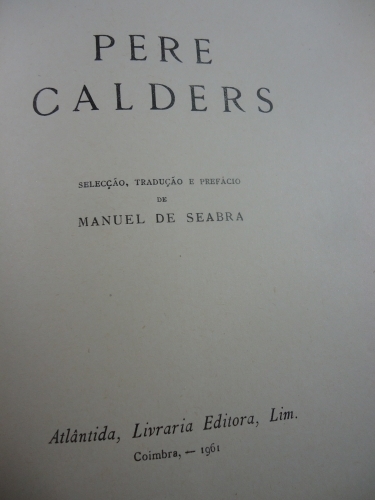 PERE
CALDERS
SELECÇÃO, TRADUÇÃO E PREFÁCIO
DE
MANUEL DE SEABRA
Atlântida, Livraria Editora, Lim.
Coimbra, — 1961